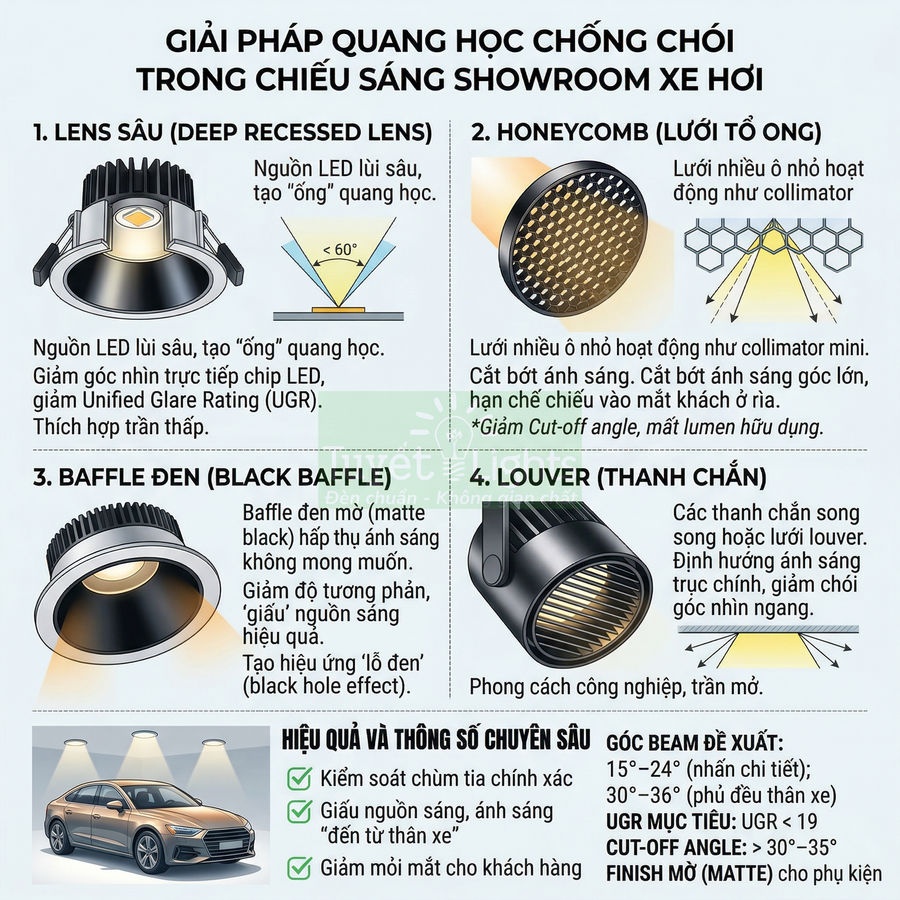 GIẢI PHÁP QUANG HỌC CHỐNG CHÓI
TRONG CHIẾU SÁNG SHOWROOM XE HƠI
1. LENS SÂU (DEEP RECESSED LENS)
Nguồn LED lùi sâu,
tạo “ống” quang học.
< 60°
Nguồn LED lùi sâu, tạo “ống” quang học.
Giảm góc nhìn trực tiếp chip LED,
giảm Unified Glare Rating (UGR).
Thích hợp trần thấp.
2. HONEYCOMB (LƯỚI TỔ ONG)
Lưới nhiều ô nhỏ hoạt
động như collimator
Lưới nhiều ô nhỏ hoạt động như collimator mini.
Cắt bớt ánh sáng. Cắt bớt ánh sáng góc lớn,
hạn chế chiếu vào mắt khách ở rìa.
*Giảm Cut-off angle, mất lumen hữu dụng.
Tuyết Lights
Đèn chuẩn - Không gian chất
3. BAFFLE ĐEN (BLACK BAFFLE)
Baffle đen mờ (matte
black) hấp thụ ánh sáng
không mong muốn.
Giảm độ tương phản,
‘giấu’ nguồn sáng
hiệu quả.
Tạo hiệu ứng ‘lỗ đen’
(black hole effect).
4. LOUVER (THANH CHẮN)
Các thanh chắn song
song hoặc lưới louver.
Định hướng ánh sáng
trục chính, giảm chói
góc nhìn ngang.
Phong cách công nghiệp, trần mở.
HIỆU QUẢ VÀ THÔNG SỐ CHUYÊN SÂU
Kiểm soát chùm tia chính xác
Giấu nguồn sáng, ánh sáng
“đến từ thân xe”
Giảm mỏi mắt cho khách hàng
GÓC BEAM ĐỀ XUẤT:
15°–24° (nhấn chi tiết);
30°–36° (phủ đều thân xe)
UGR MỤC TIÊU: UGR < 19
CUT-OFF ANGLE: > 30°–35°
FINISH MỜ (MATTE) cho phụ kiện